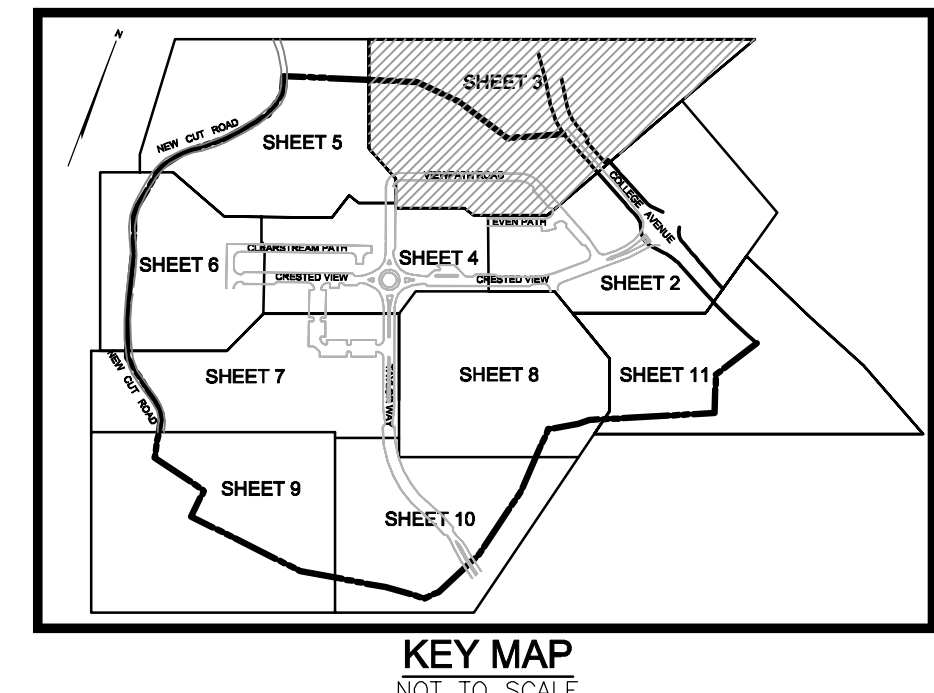 N
SHEET 3
NEW CUT ROAD
SHEET 5
VIEWPATH ROAD
COLLEGE AVENUE
EVEN PATH
CLEARSTREAM PATH
SHEET 4
SHEET 6
CRESTED VIEW
CRESTED VIEW
SHEET 2
NEW CUT ROAD
SHEET 7
SHEET 8
SHEET 11
WAY
SHEET 9
SHEET 10
KEY MAP
NOT TO SCALE